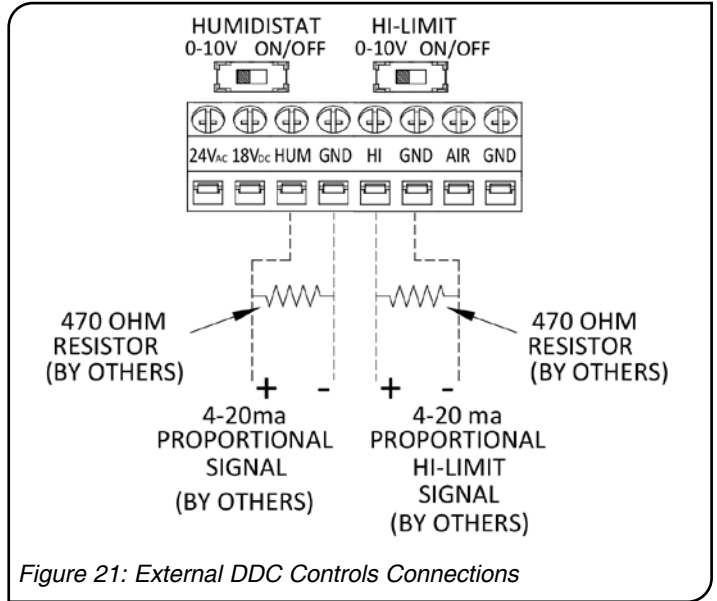 HUMIDISTAT HI-LIMIT
0-10V ON/OFF 0-10V ON/OFF
24VAC 18VDC HUM GND HI GND AIR GND
470 OHM
RESISTOR
(BY OTHERS)
470 OHM
RESISTOR
(BY OTHERS)
+ - + -
4-20ma
PROPORTIONAL
SIGNAL
(BY OTHERS)
4-20 ma
PROPORTIONAL
HI-LIMIT
SIGNAL
(BY OTHERS)
Figure 21: External DDC Controls Connections